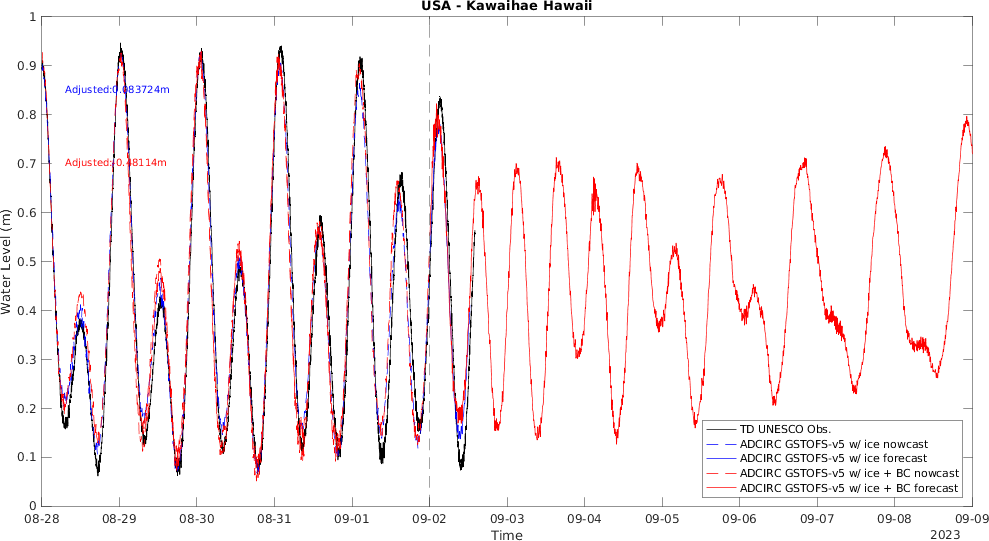 USA - Kawaihae Hawaii
1
0.9
0.8
0.7
0.6
0.5
0.4
0.3
0.2
0.1
0
Water Level (m)
Adjusted:0.083724m
Adjusted:-0.48114m
08-28 08-29 08-30 08-31 09-01 09-02 09-03 09-04 09-05 09-06 09-07 09-08 09-09
Time
2023
TD UNESCO Obs.
ADCIRC GSTOFS-v5 w/ ice nowcast
ADCIRC GSTOFS-v5 w/ ice forecast
ADCIRC GSTOFS-v5 w/ ice + BC nowcast
ADCIRC GSTOFS-v5 w/ ice + BC forecast